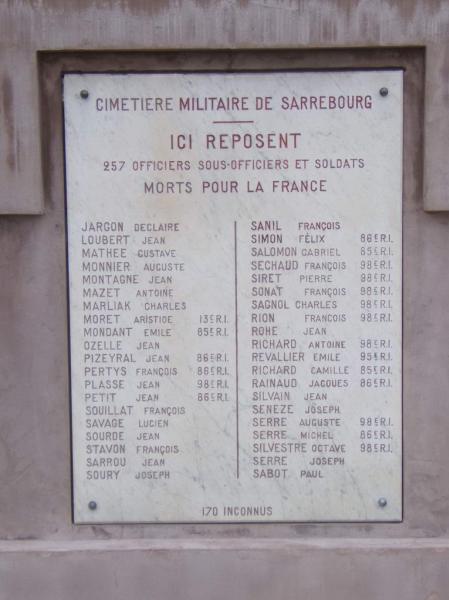 CIMETIERE MILITAIRE DE SARREBOURG
ICI REPOSENT
257 OFFICIERS SOUS-OFFICIERS ET SOLDATS
MORTS POUR LA FRANCE
JARGON DECLAIRE
LOUBERT JEAN
MATHEE GUSTAVE
MONNIER AUGUSTE
MONTAGNE JEAN
MAZET ANTOINE
MARLIAK CHARLES
MORET ARISTIDE 13E R.I.
MONDANT EMILE 85E R.I.
OZELLE JEAN
PIZEYRAL JEAN 86E R.I.
PERTYS FRANÇOIS 86E R.I.
PLASSE JEAN 98E R.I.
PETIT JEAN 86E R.I.
SOUILLAT FRANÇOIS
SAVAGE LUCIEN
SOURDE JEAN
STAVON FRANÇOIS
SARROU JEAN
SOURY JOSEPH
SANIL FRANÇOIS
SIMON FÉLIX 86E R.I.
SALOMON GABRIEL 85E R.I.
SECHAUD FRANÇOIS 98E R.I.
SIRET PIERRE 98E R.I.
SONAT FRANÇOIS 98E R.I.
SAGNOL CHARLES 98E R.I.
RION FRANCOIS 98E R.I.
ROHE JEAN
RICHARD ANTOINE 98E R.I.
REVALLIER EMILE 95E R.I.
RICHARD CAMILLE 85E R.I.
RAINAUD JACQUES 86E R.I.
SILVAIN JEAN
SENEZE JOSEPH
SERRE AUGUSTE 98E R.I.
SERRE MICHEL 86E R.I.
SILVESTRE OCTAVE 98E R.I.
SERRE JOSEPH
SABOT PAUL
170 INCONNUS